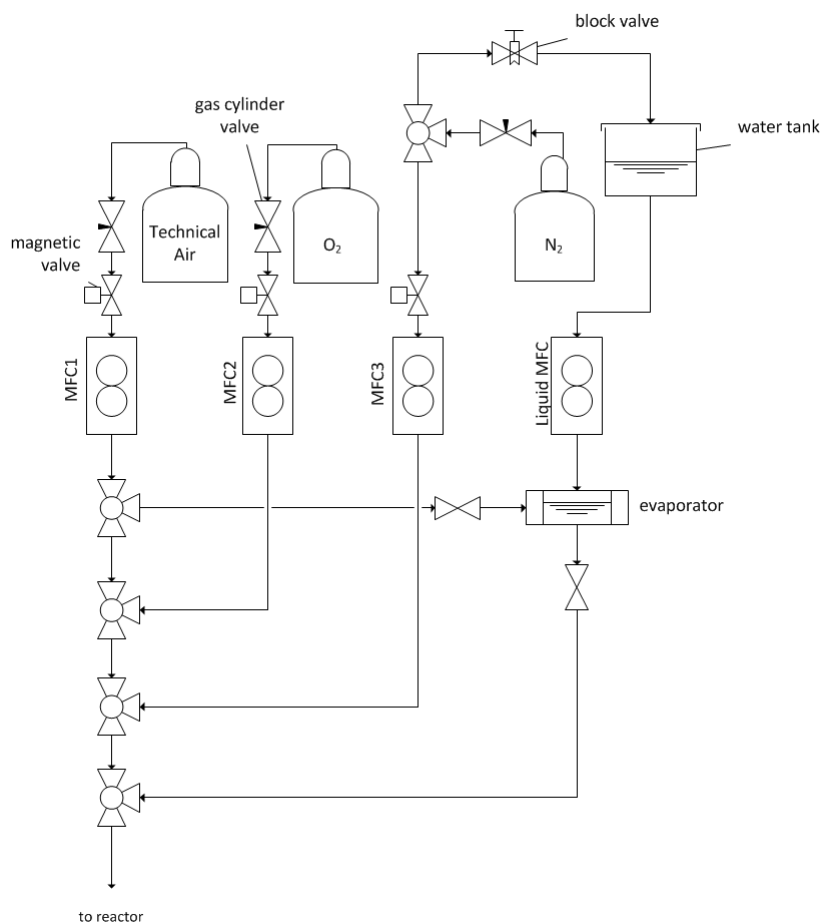 block valve
gas cylinder
valve
water tank
Technical
Air
O₂
N₂
magnetic
valve
MFC1
MFC2
MFC3
Liquid MFC
evaporator
to reactor